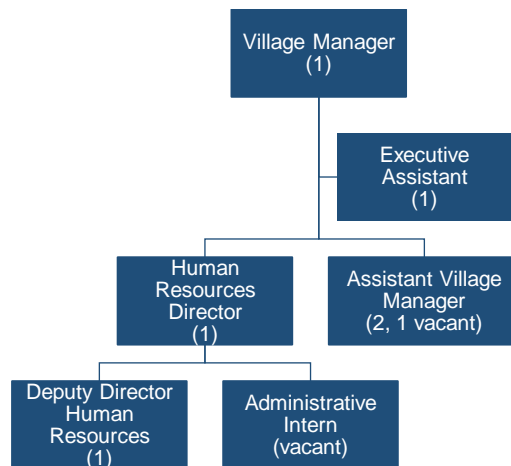 Village Manager
(1)
Executive
Assistant
(1)
Human
Resources
Director
(1)
Assistant Village
Manager
(2, 1 vacant)
Deputy Director
Human
Resources
(1)
Administrative
Intern
(vacant)